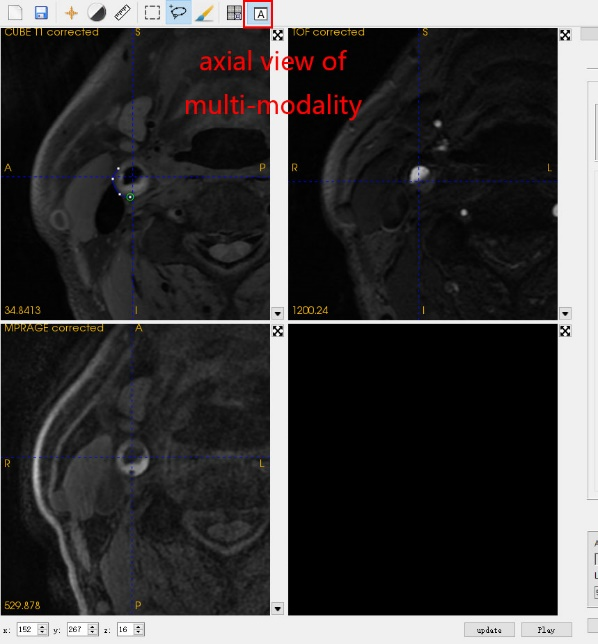 A
CUBE T1 corrected
S
TOF corrected
S
axial view of
multi-modality
A
P
R
L
34.8413
I
1200.24
I
MPRAGE corrected
A
R
L
529.878
P
A
L
x: 152 y: 267 z: 16 update Play